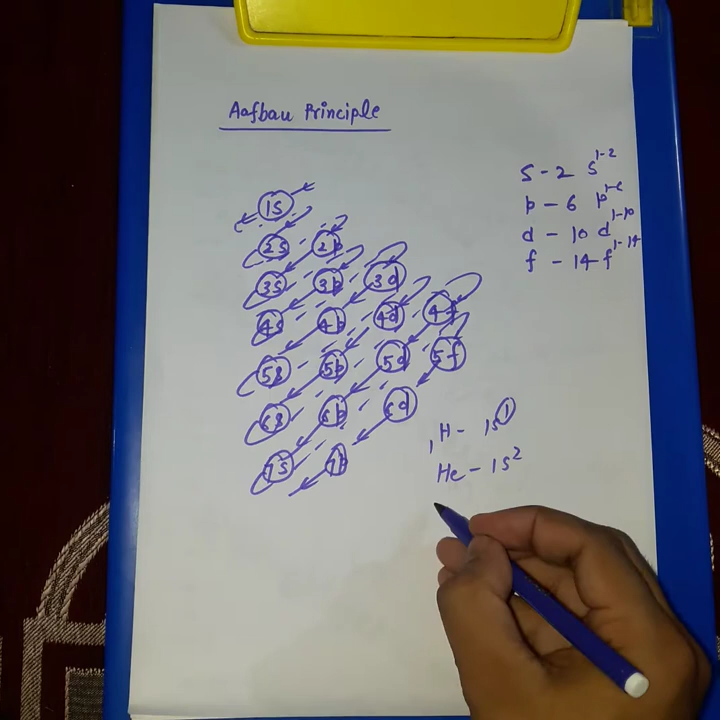 Aafbau Principle
1s
2s 2p
3s 3p 3d
4s 4p 4d 4f
5s 5p 5d 5f
6s 6p 6d
7s 7p
s - 2 s¹⁻²
p - 6 p¹⁻⁶
d - 10 d¹⁻¹⁰
f - 14 f¹⁻¹⁴
₁H - 1s¹
He - 1s²